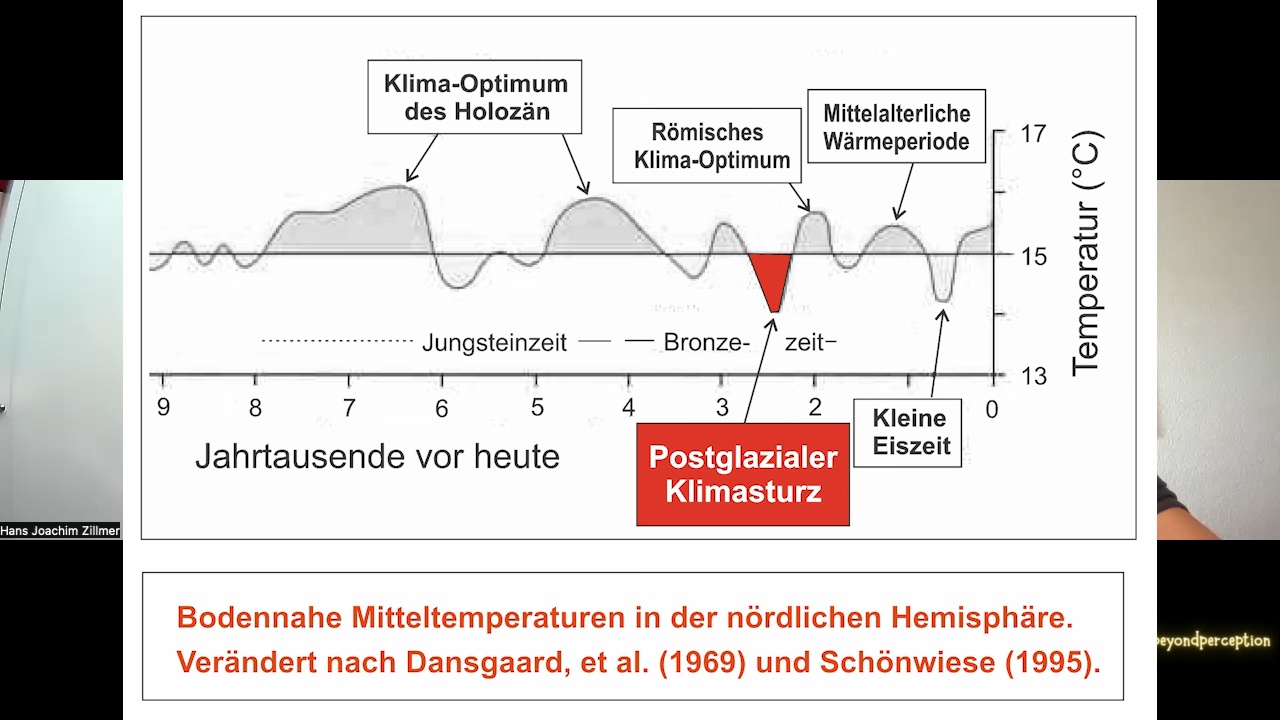 Klima-Optimum
des Holozän
Römisches
Klima-Optimum
Mittelalterliche
Wärmeperiode
17
15
13
Temperatur (°C)
Jungsteinzeit
Bronze- zeit
9 8 7 6 5 4 3 2 0
Jahrtausende vor heute
Postglazialer
Klimasturz
Kleine
Eiszeit
Hans Joachim Zillmer
Bodennahe Mitteltemperaturen in der nördlichen Hemisphäre.
Verändert nach Dansgaard, et al. (1969) und Schönwiese (1995).
beyondperception